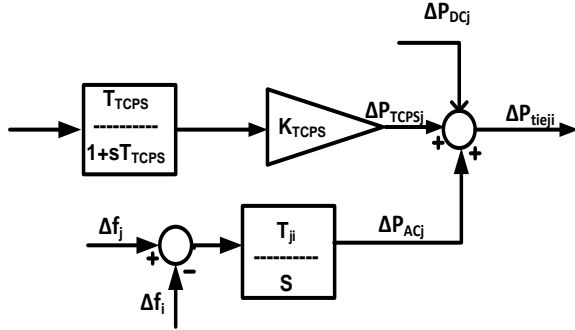 ΔP_DCj
T_TCPS
----------
1+sT_TCPS
K_TCPS
ΔP_TCPSj
ΔP_tieji
+
+
Δf_j
+
-
Δf_i
T_ji
----------
S
ΔP_ACj